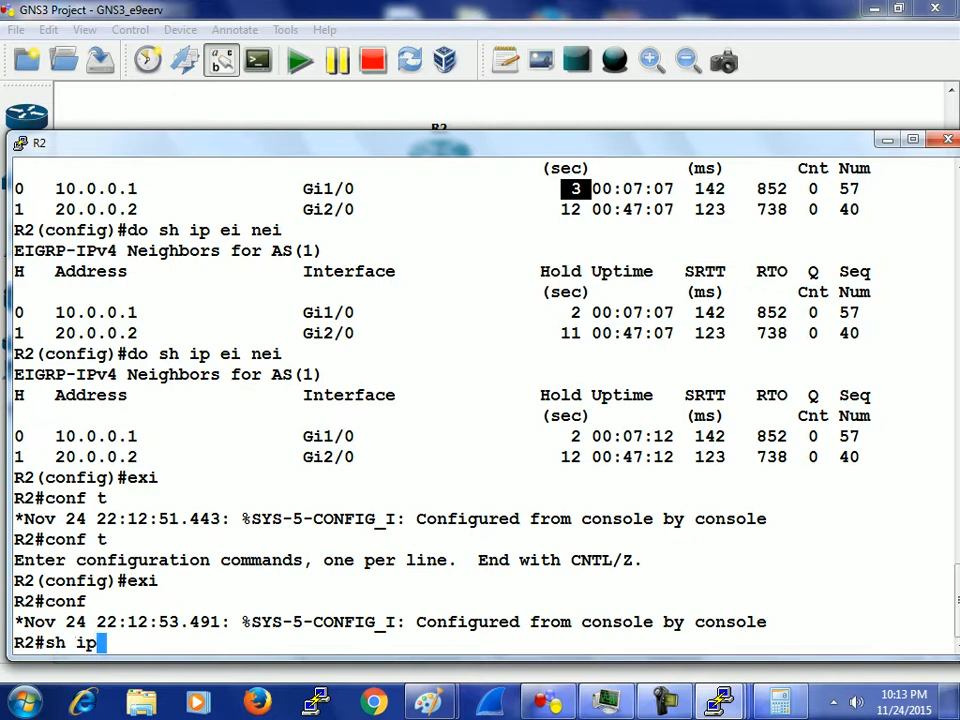 GNS3 Project - GNS3_e9eerv
File Edit View Control Device Annotate Tools Help
R2
R2
(sec) (ms) Cnt Num
0 10.0.0.1 Gi1/0 3 00:07:07 142 852 0 57
1 20.0.0.2 Gi2/0 12 00:47:07 123 738 0 40
R2(config)#do sh ip ei nei
EIGRP-IPv4 Neighbors for AS(1)
H Address Interface Hold Uptime SRTT RTO Q Seq
(sec) (ms) Cnt Num
0 10.0.0.1 Gi1/0 2 00:07:07 142 852 0 57
1 20.0.0.2 Gi2/0 11 00:47:07 123 738 0 40
R2(config)#do sh ip ei nei
EIGRP-IPv4 Neighbors for AS(1)
H Address Interface Hold Uptime SRTT RTO Q Seq
(sec) (ms) Cnt Num
0 10.0.0.1 Gi1/0 2 00:07:12 142 852 0 57
1 20.0.0.2 Gi2/0 12 00:47:12 123 738 0 40
R2(config)#exi
R2#conf t
*Nov 24 22:12:51.443: %SYS-5-CONFIG_I: Configured from console by console
R2#conf t
Enter configuration commands, one per line. End with CNTL/Z.
R2(config)#exi
R2#conf
*Nov 24 22:12:53.491: %SYS-5-CONFIG_I: Configured from console by console
R2#sh ip
10:13 PM
11/24/2015